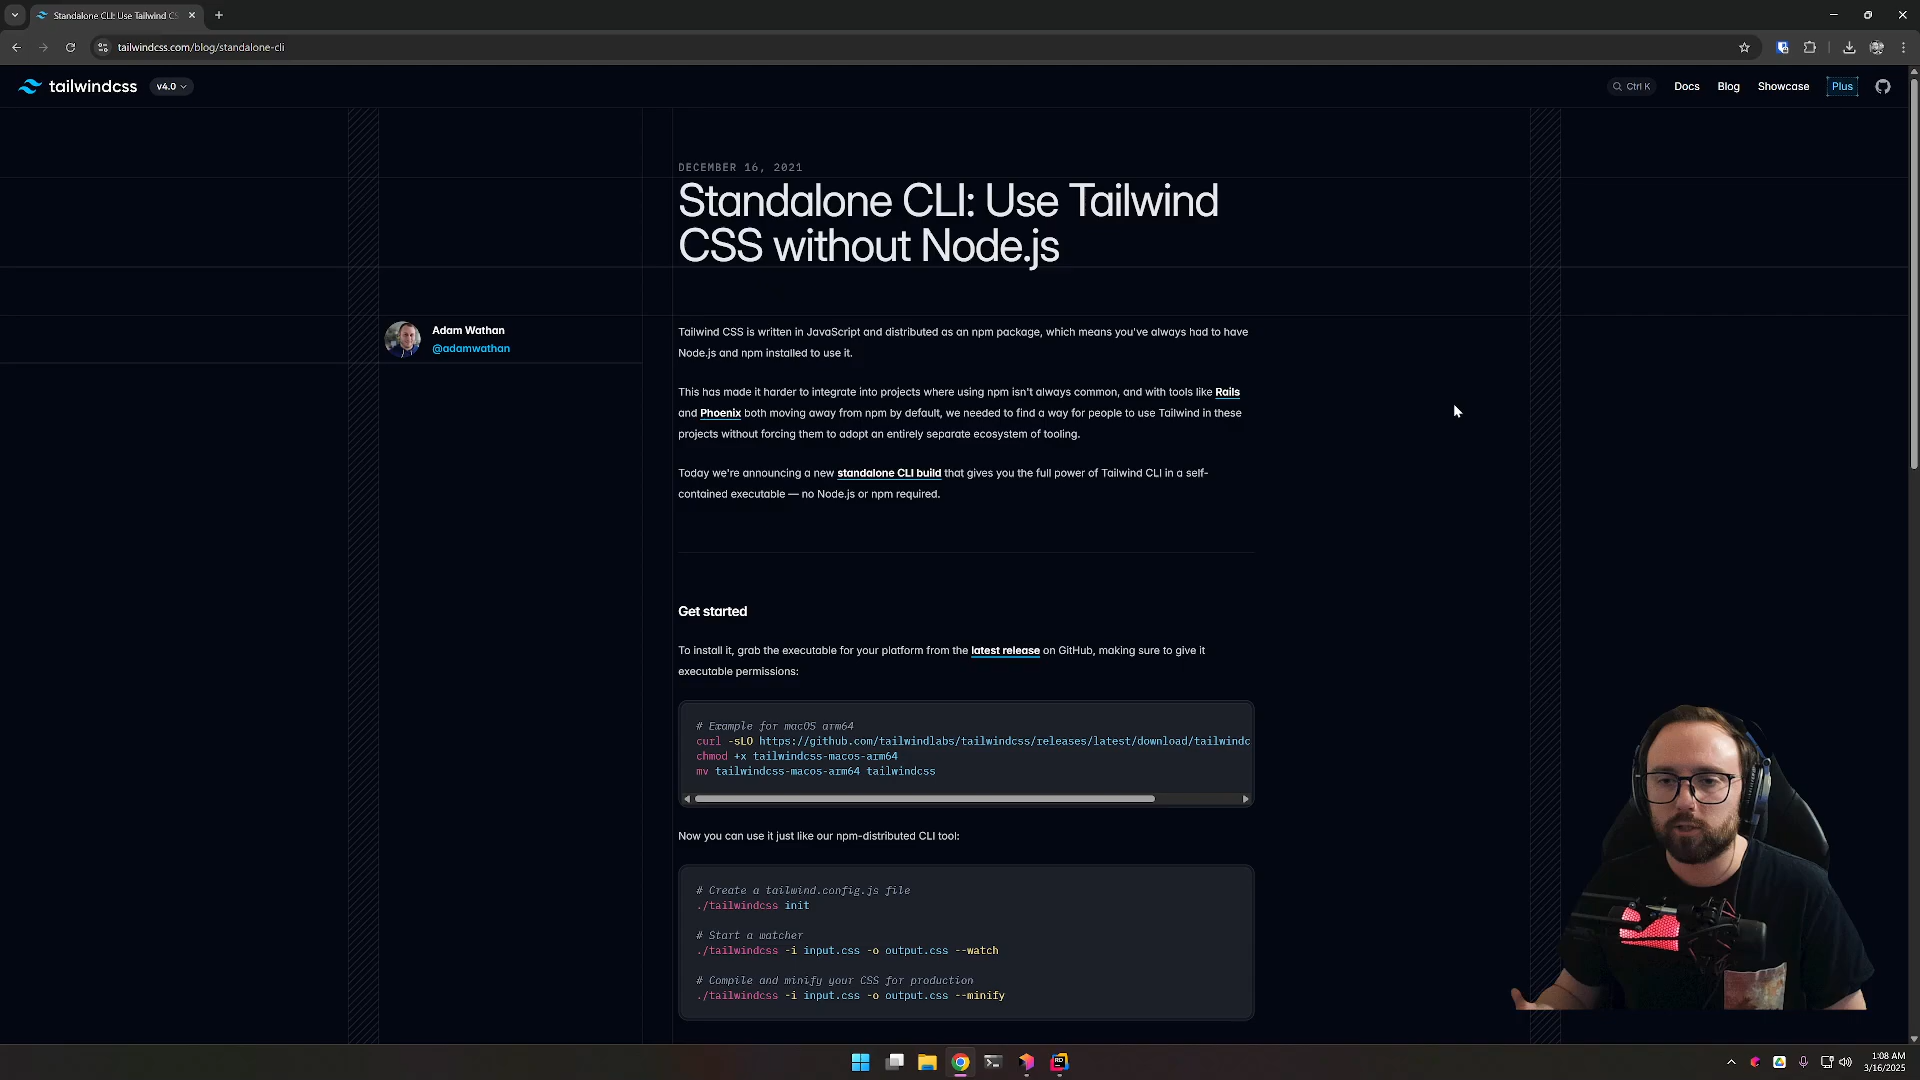 Standalone CLI: Use Tailwind CS
tailwindcss.com/blog/standalone-cli
tailwindcss
v4.0
Ctrl K
Docs
Blog
Showcase
Plus
DECEMBER 16, 2021
Standalone CLI: Use Tailwind
CSS without Node.js
Adam Wathan
@adamwathan
Tailwind CSS is written in JavaScript and distributed as an npm package, which means you've always had to have
Node.js and npm installed to use it.
This has made it harder to integrate into projects where using npm isn't always common, and with tools like Rails
and Phoenix both moving away from npm by default, we needed to find a way for people to use Tailwind in these
projects without forcing them to adopt an entirely separate ecosystem of tooling.
Today we're announcing a new standalone CLI build that gives you the full power of Tailwind CLI in a self-
contained executable — no Node.js or npm required.
Get started
To install it, grab the executable for your platform from the latest release on GitHub, making sure to give it
executable permissions:
# Example for macOS arm64
curl -sLO https://github.com/tailwindlabs/tailwindcss/releases/latest/download/tailwindc
chmod +x tailwindcss-macos-arm64
mv tailwindcss-macos-arm64 tailwindcss
Now you can use it just like our npm-distributed CLI tool:
# Create a tailwind.config.js file
./tailwindcss init
# Start a watcher
./tailwindcss -i input.css -o output.css --watch
# Compile and minify your CSS for production
./tailwindcss -i input.css -o output.css --minify
RD
1:08 AM
3/16/2025